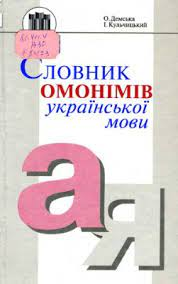 О. Демська
І. Кульчицький
СЛОВНИК
ОМОНІМІВ
української
мови
а
я